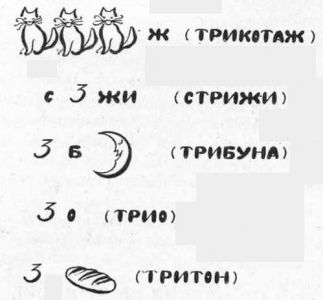 Ж (ТРИКОТАЖ)
С 3 ЖИ (СТРИЖИ)
3 Б (ТРИБУНА)
3 О (ТРИО)
3 (ТРИТОН)